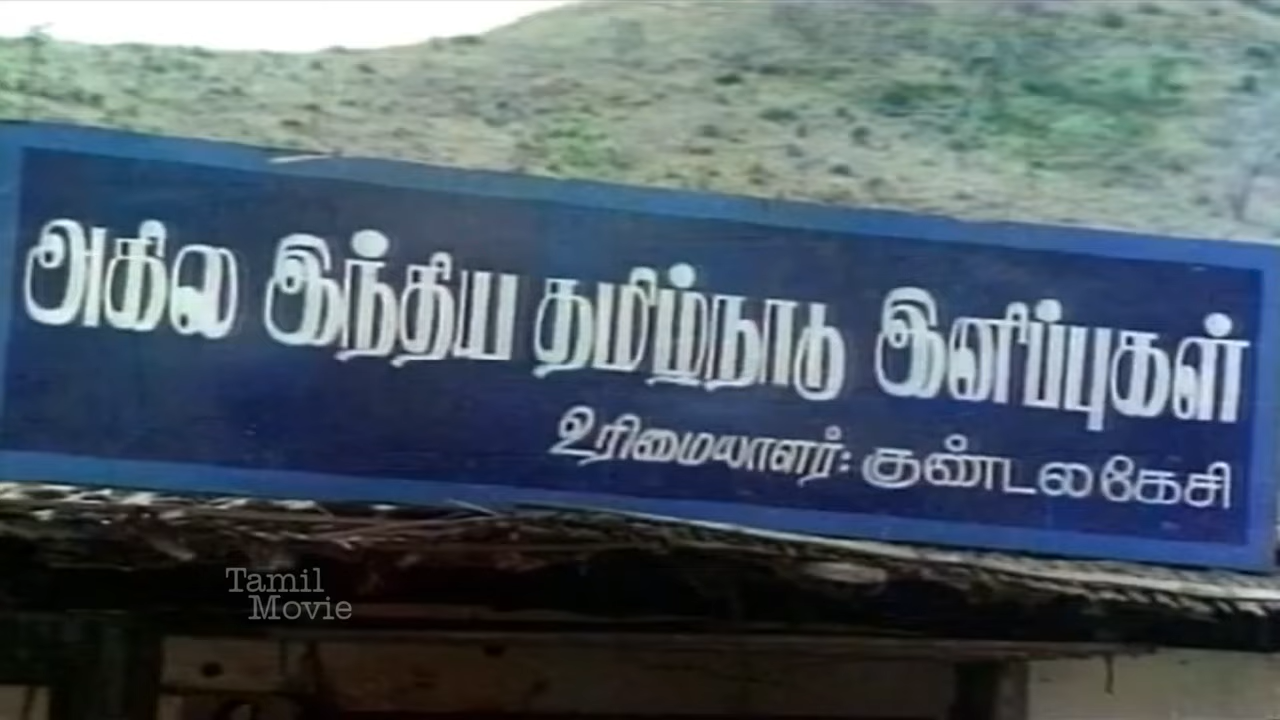 அகில இந்திய தமிழ்நாடு இனிப்புகள்
உரிமையாளர்: குண்டலகேசி
Tamil
Movie